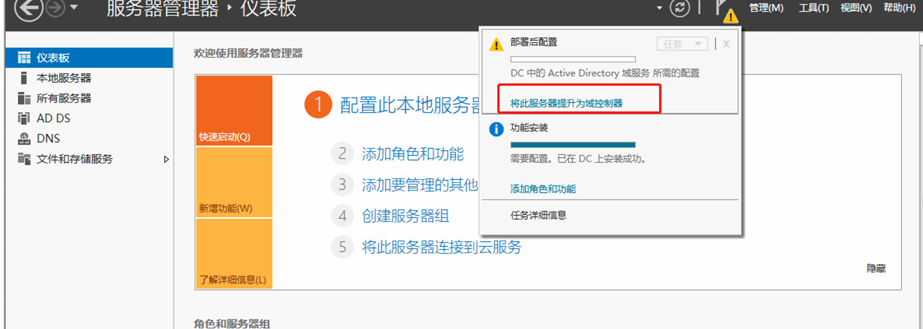 服务器管理器 · 仪表板
管理(M) 工具(T) 视图(V) 帮助(H)
仪表板
本地服务器
所有服务器
AD DS
DNS
文件和存储服务
欢迎使用服务器管理器
快速启动(Q)
新增功能(W)
了解详细信息(L)
1 配置此本地服务器
2 添加角色和功能
3 添加要管理的其他
4 创建服务器组
5 将此服务器连接到云服务
隐藏
角色和服务器组
部署后配置
任务
DC 中的 Active Directory 域服务 所需的配置
将此服务器提升为域控制器
功能安装
需要配置。已在 DC 上安装成功。
添加角色和功能
任务详细信息